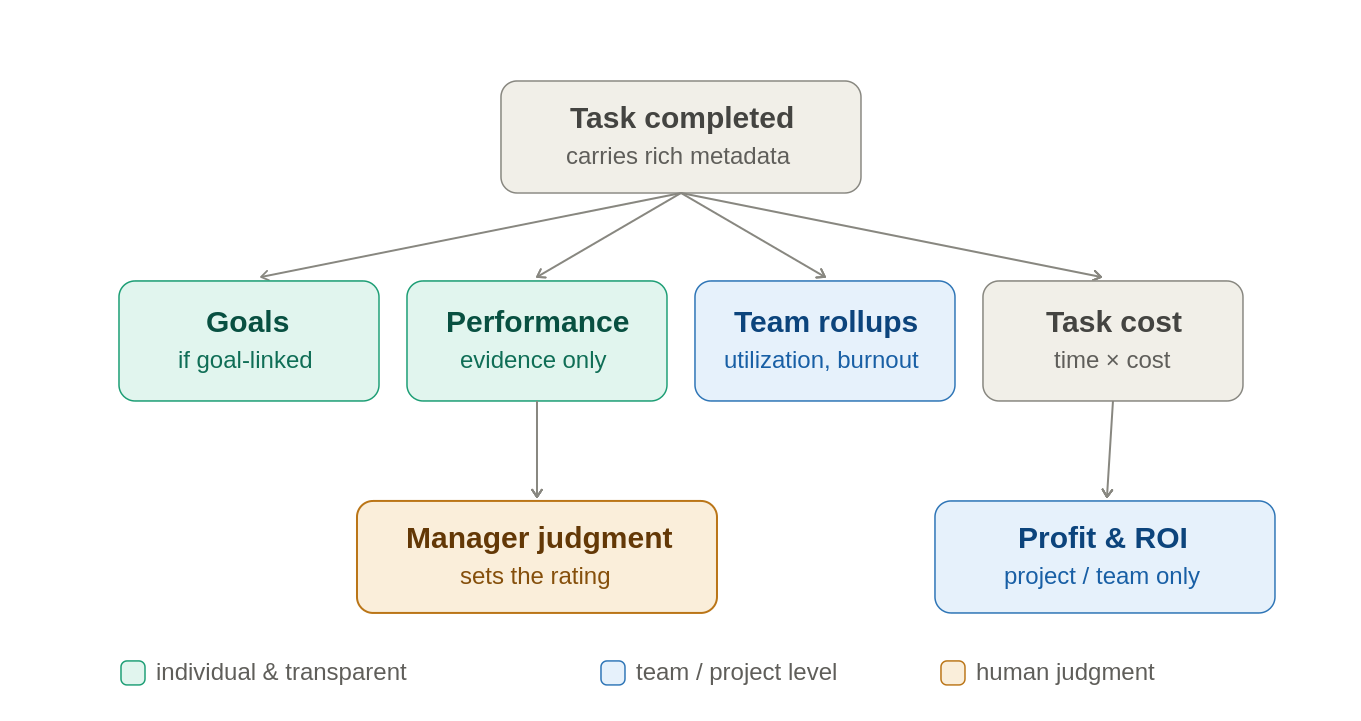 Task completed
carries rich metadata
Goals
if goal-linked
Performance
evidence only
Team rollups
utilization, burnout
Task cost
time × cost
Manager judgment
sets the rating
Profit & ROI
project / team only
individual & transparent
team / project level
human judgment